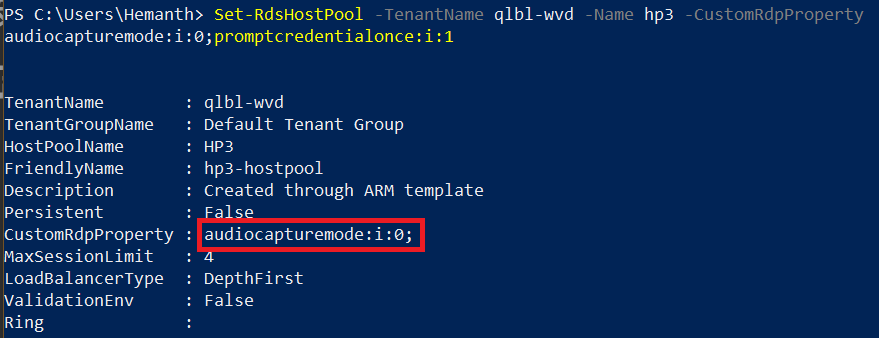 PS C:\Users\Hemanth> Set-RdsHostPool -TenantName qlbl-wvd -Name hp3 -CustomRdpProperty
audiocapturemode:i:0;promptcredentialonce:i:1
TenantName : qlbl-wvd
TenantGroupName : Default Tenant Group
HostPoolName : HP3
FriendlyName : hp3-hostpool
Description : Created through ARM template
Persistent : False
CustomRdpProperty : audiocapturemode:i:0;
MaxSessionLimit : 4
LoadBalancerType : DepthFirst
ValidationEnv : False
Ring :